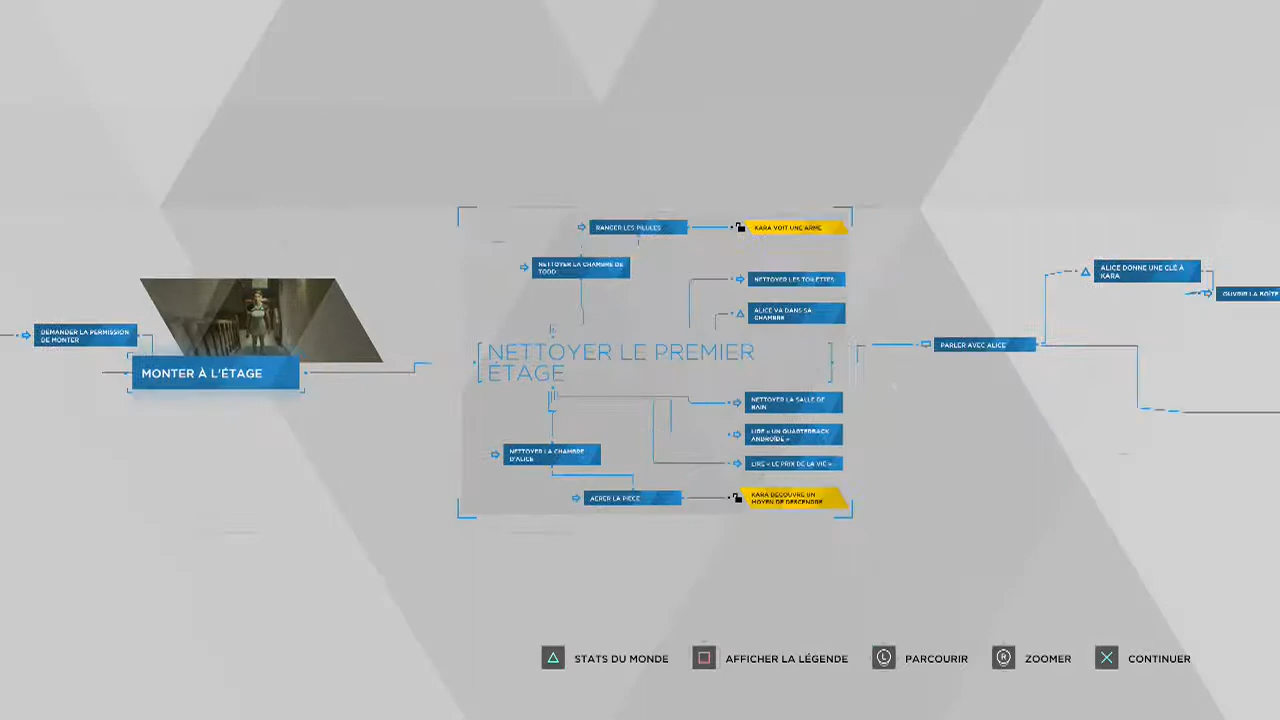 RANGER LES PILULES
KARA VOIT UNE ARME
NETTOYER LA CHAMBRE DE
TODD
NETTOYER LES TOILETTES
ALICE VA DANS SA
CHAMBRE
ALICE DONNE UNE CLÉ À
KARA
OUVRIR LA BOÎTE
DEMANDER LA PERMISSION
DE MONTER
MONTER À L'ÉTAGE
NETTOYER LE PREMIER
ÉTAGE
PARLER AVEC ALICE
NETTOYER LA SALLE DE
BAIN
LIRE « UN QUARTERBACK
ANDROÏDE »
NETTOYER LA CHAMBRE
D'ALICE
LIRE « LE PRIX DE LA VIE »
AÉRER LA PIÈCE
KARA DÉCOUVRE UN
MOYEN DE DESCENDRE
STATS DU MONDE
AFFICHER LA LÉGENDE
L PARCOURIR
R ZOOMER
CONTINUER